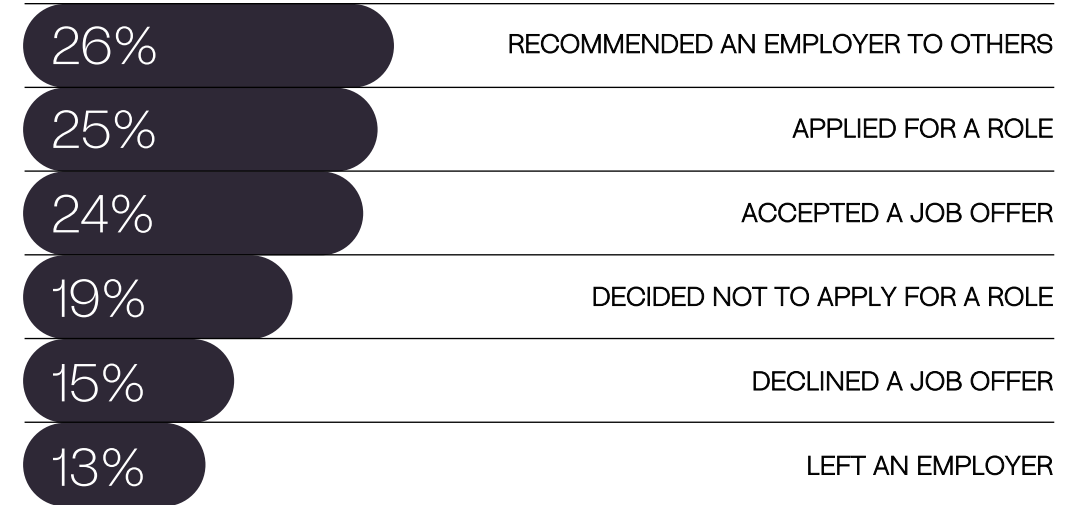 26% RECOMMENDED AN EMPLOYER TO OTHERS
25% APPLIED FOR A ROLE
24% ACCEPTED A JOB OFFER
19% DECIDED NOT TO APPLY FOR A ROLE
15% DECLINED A JOB OFFER
13% LEFT AN EMPLOYER